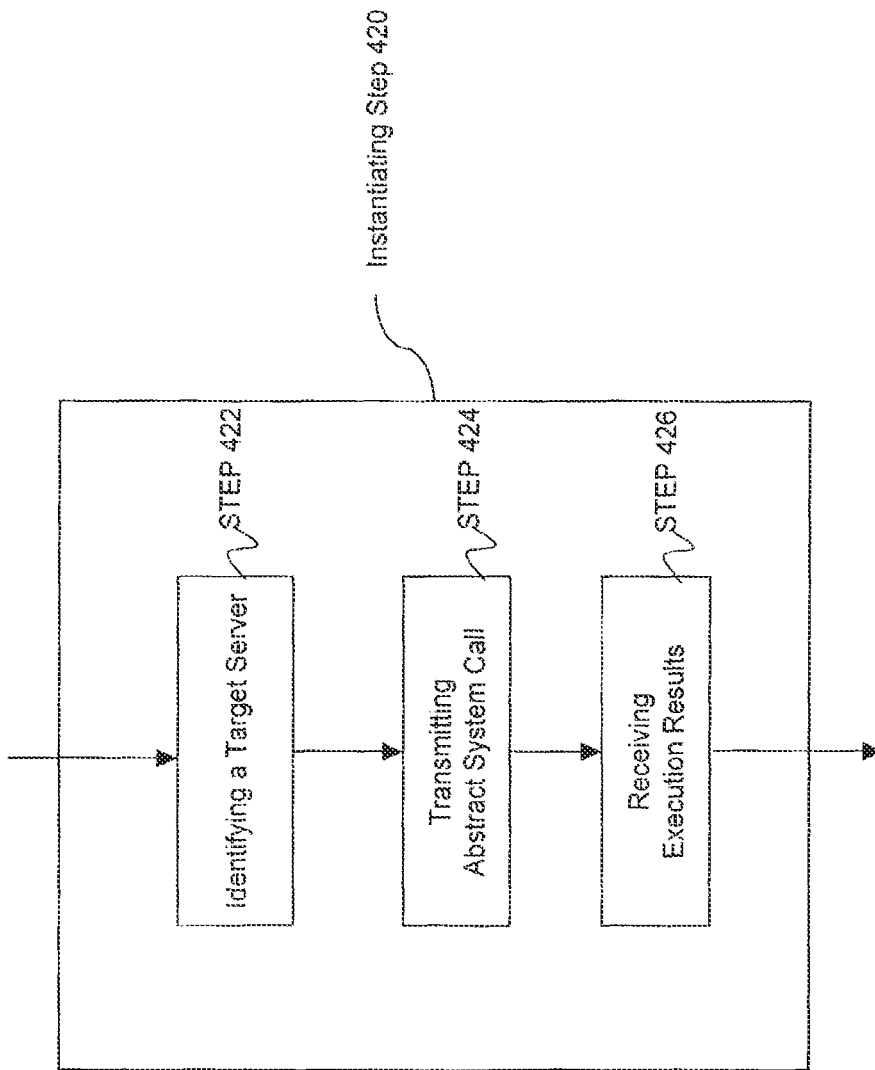 Instantiating Step 420
Identifying a Target Server
STEP 422
Transmitting
Abstract System Call
STEP 424
Receiving
Execution Results
STEP 426